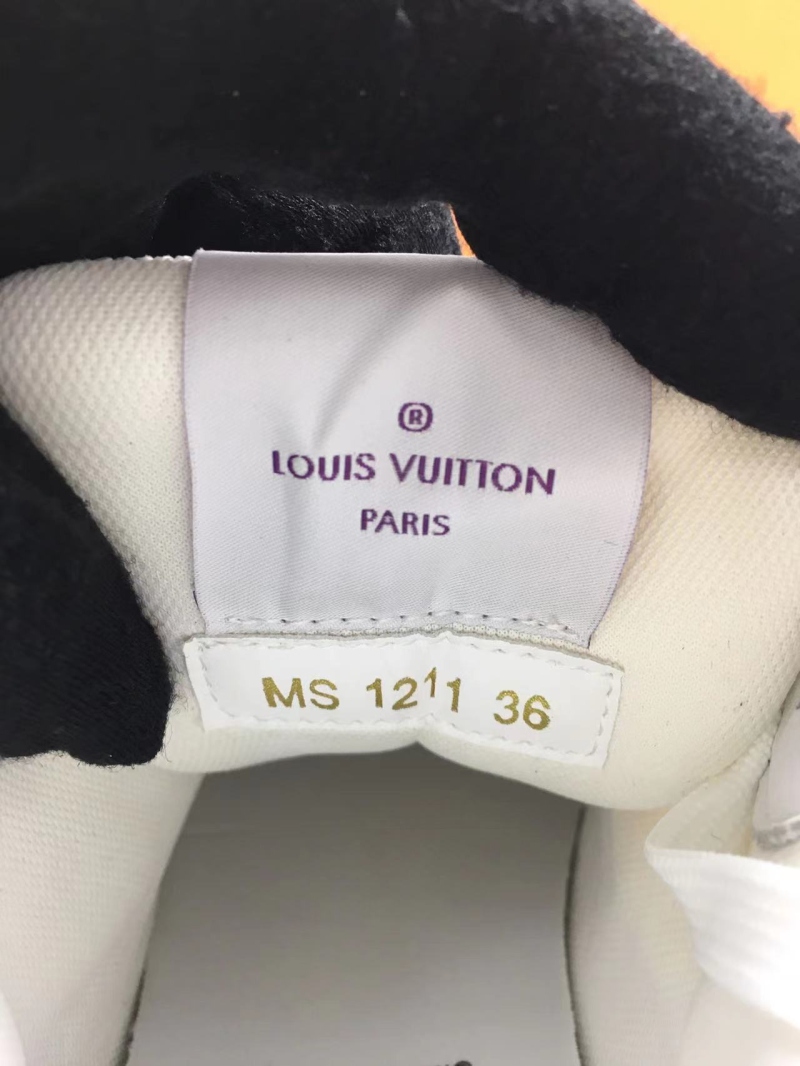 ®
LOUIS VUITTON
PARIS
MS 1211 36